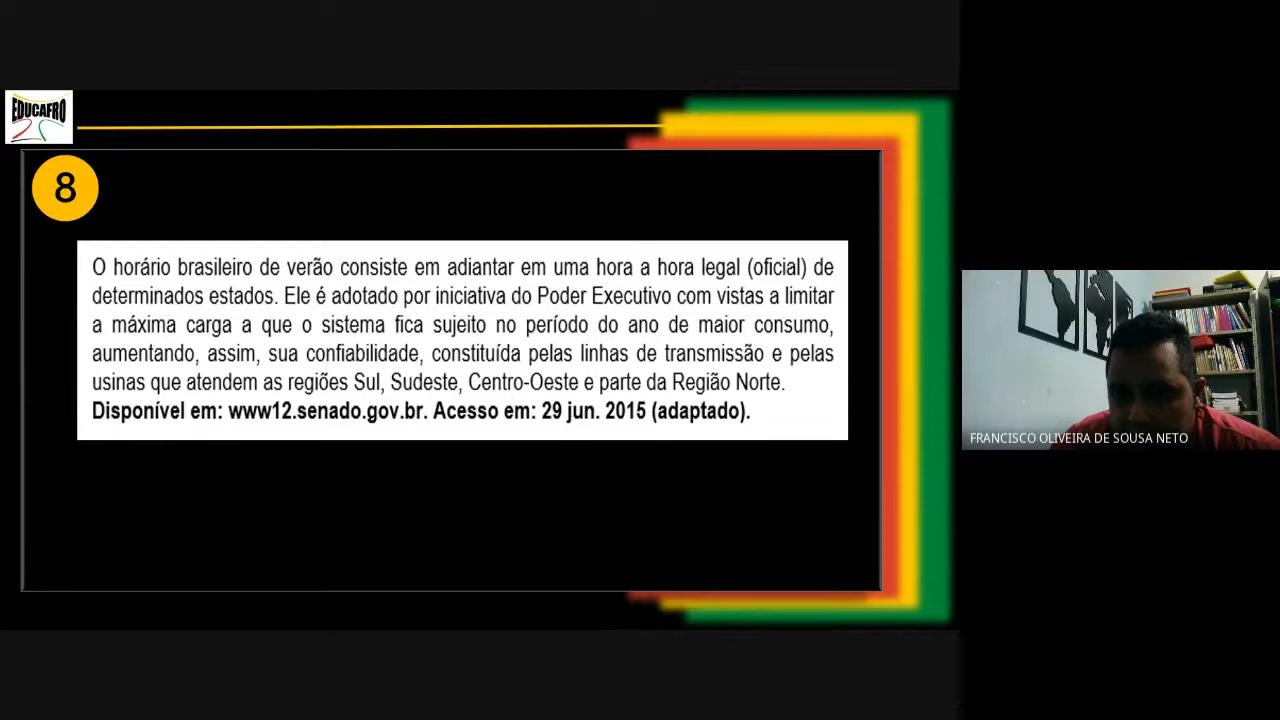 EDUCAFRO
8
O horário brasileiro de verão consiste em adiantar em uma hora a hora legal (oficial) de
determinados estados. Ele é adotado por iniciativa do Poder Executivo com vistas a limitar
a máxima carga a que o sistema fica sujeito no período do ano de maior consumo,
aumentando, assim, sua confiabilidade, constituída pelas linhas de transmissão e pelas
usinas que atendem as regiões Sul, Sudeste, Centro-Oeste e parte da Região Norte.
Disponível em: www12.senado.gov.br. Acesso em: 29 jun. 2015 (adaptado).
FRANCISCO OLIVEIRA DE SOUSA NETO